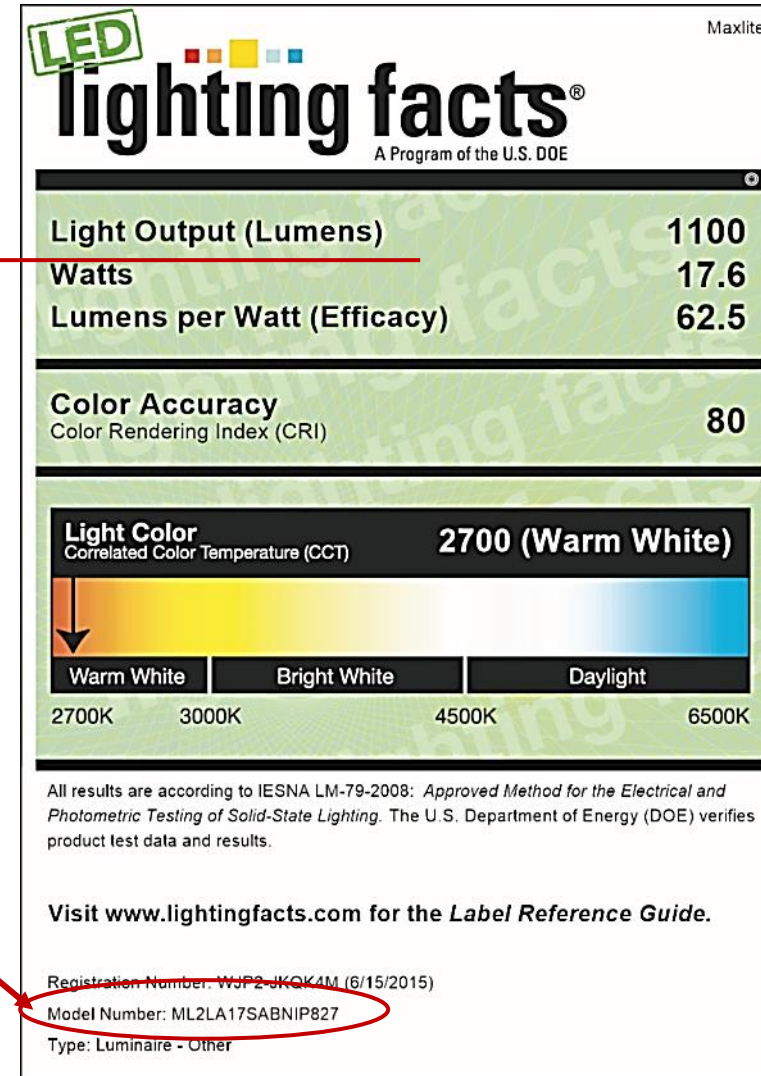 Maxlite
LED
lighting facts®
A Program of the U.S. DOE
Light Output (Lumens) 1100
Watts 17.6
Lumens per Watt (Efficacy) 62.5
Color Accuracy
Color Rendering Index (CRI) 80
Light Color
Correlated Color Temperature (CCT) 2700 (Warm White)
Warm White Bright White Daylight
2700K 3000K 4500K 6500K
All results are according to IESNA LM-79-2008: Approved Method for the Electrical and
Photometric Testing of Solid-State Lighting. The U.S. Department of Energy (DOE) verifies
product test data and results.
Visit www.lightingfacts.com for the Label Reference Guide.
Registration Number: WJP2-JKQK4M (6/15/2015)
Model Number: ML2LA17SABNIP827
Type: Luminaire - Other